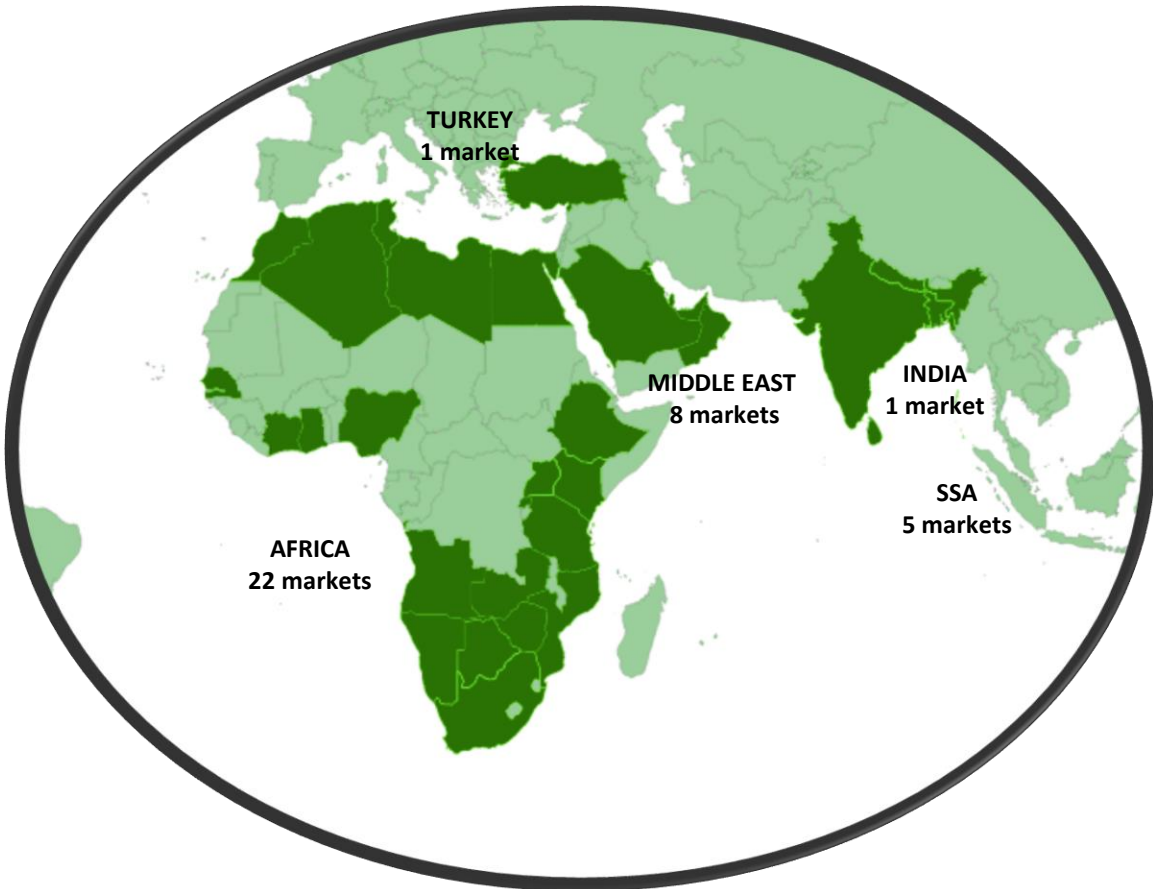 TURKEY
1 market
MIDDLE EAST
8 markets
INDIA
1 market
SSA
5 markets
AFRICA
22 markets